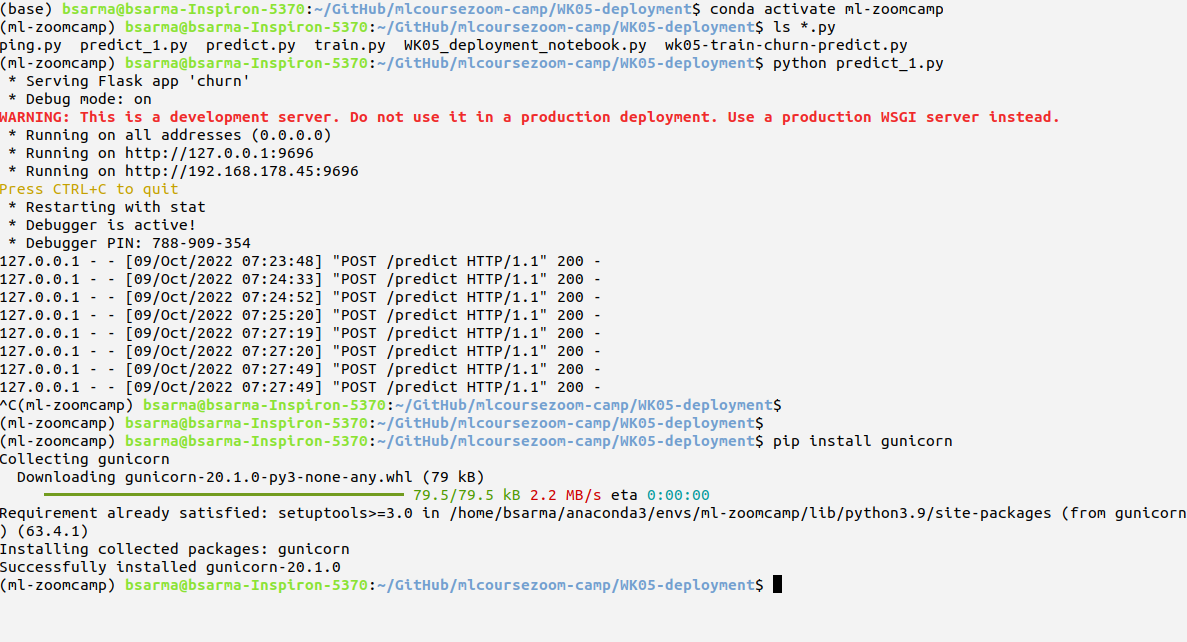 (base) bsarma@bsarma-Inspiron-5370:~/GitHub/mlcoursezoom-camp/WK05-deployment$ conda activate ml-zoomcamp
(ml-zoomcamp) bsarma@bsarma-Inspiron-5370:~/GitHub/mlcoursezoom-camp/WK05-deployment$ ls *.py
ping.py  predict_1.py  predict.py  train.py  WK05_deployment_notebook.py  wk05-train-churn-predict.py
(ml-zoomcamp) bsarma@bsarma-Inspiron-5370:~/GitHub/mlcoursezoom-camp/WK05-deployment$ python predict_1.py
 * Serving Flask app 'churn'
 * Debug mode: on
WARNING: This is a development server. Do not use it in a production deployment. Use a production WSGI server instead.
 * Running on all addresses (0.0.0.0)
 * Running on http://127.0.0.1:9696
 * Running on http://192.168.178.45:9696
Press CTRL+C to quit
 * Restarting with stat
 * Debugger is active!
 * Debugger PIN: 788-909-354
127.0.0.1 - - [09/Oct/2022 07:23:48] "POST /predict HTTP/1.1" 200 -
127.0.0.1 - - [09/Oct/2022 07:24:33] "POST /predict HTTP/1.1" 200 -
127.0.0.1 - - [09/Oct/2022 07:24:52] "POST /predict HTTP/1.1" 200 -
127.0.0.1 - - [09/Oct/2022 07:25:20] "POST /predict HTTP/1.1" 200 -
127.0.0.1 - - [09/Oct/2022 07:27:19] "POST /predict HTTP/1.1" 200 -
127.0.0.1 - - [09/Oct/2022 07:27:20] "POST /predict HTTP/1.1" 200 -
127.0.0.1 - - [09/Oct/2022 07:27:49] "POST /predict HTTP/1.1" 200 -
127.0.0.1 - - [09/Oct/2022 07:27:49] "POST /predict HTTP/1.1" 200 -
^C(ml-zoomcamp) bsarma@bsarma-Inspiron-5370:~/GitHub/mlcoursezoom-camp/WK05-deployment$
(ml-zoomcamp) bsarma@bsarma-Inspiron-5370:~/GitHub/mlcoursezoom-camp/WK05-deployment$
(ml-zoomcamp) bsarma@bsarma-Inspiron-5370:~/GitHub/mlcoursezoom-camp/WK05-deployment$ pip install gunicorn
Collecting gunicorn
  Downloading gunicorn-20.1.0-py3-none-any.whl (79 kB)
79.5/79.5 kB 2.2 MB/s eta 0:00:00
Requirement already satisfied: setuptools>=3.0 in /home/bsarma/anaconda3/envs/ml-zoomcamp/lib/python3.9/site-packages (from gunicorn
) (63.4.1)
Installing collected packages: gunicorn
Successfully installed gunicorn-20.1.0
(ml-zoomcamp) bsarma@bsarma-Inspiron-5370:~/GitHub/mlcoursezoom-camp/WK05-deployment$